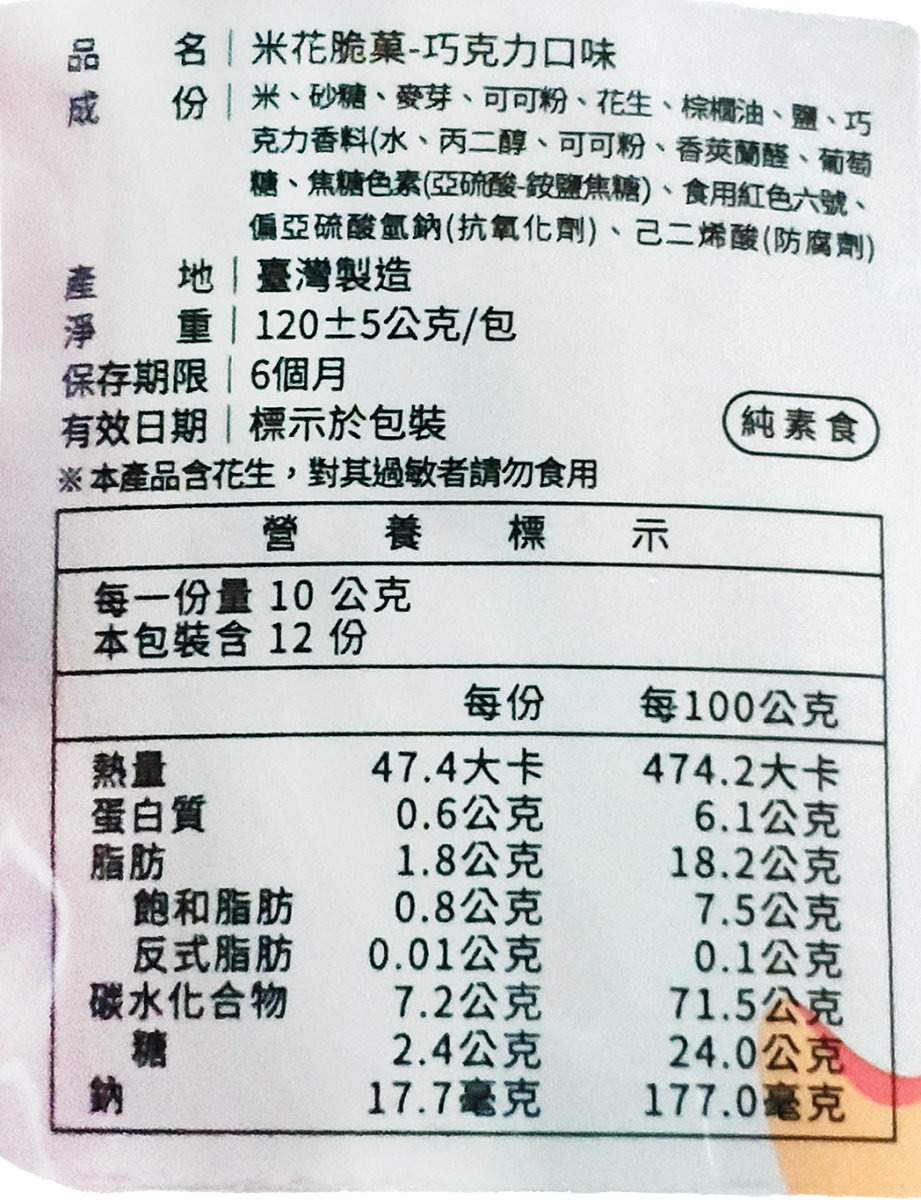 品名｜米花脆菓-巧克力口味
成份｜米、砂糖、麥芽、可可粉、花生、棕櫚油、鹽、巧
克力香料(水、丙二醇、可可粉、香莢蘭醛、葡萄
糖、焦糖色素(亞硫酸-銨鹽焦糖)、食用紅色六號、
偏亞硫酸氫鈉(抗氧化劑)、己二烯酸(防腐劑)
產地｜臺灣製造
淨重｜120±5公克/包
保存期限｜6個月
有效日期｜標示於包裝
純素食
※本產品含花生，對其過敏者請勿食用
營養標示
每一份量 10 公克
本包裝含 12 份
每份 每100公克
熱量 47.4大卡 474.2大卡
蛋白質 0.6公克 6.1公克
脂肪 1.8公克 18.2公克
飽和脂肪 0.8公克 7.5公克
反式脂肪 0.01公克 0.1公克
碳水化合物 7.2公克 71.5公克
糖 2.4公克 24.0公克
鈉 17.7毫克 177.0毫克